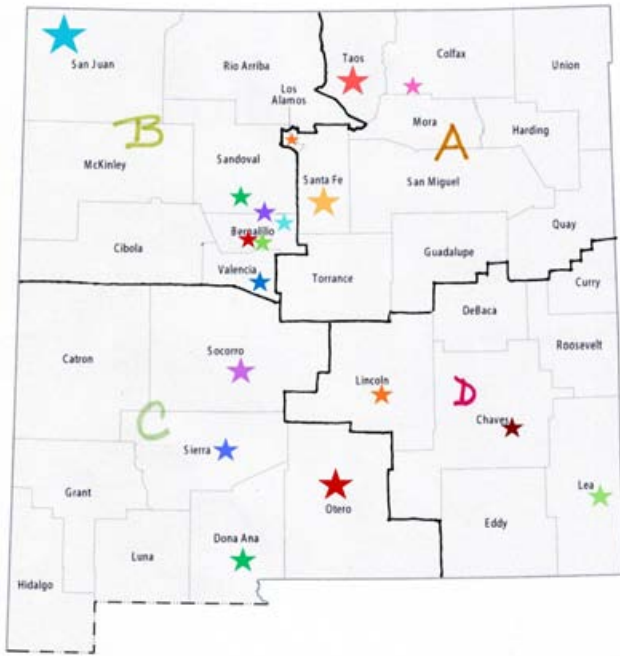 San Juan
Rio Arriba
Taos
Colfax
Union
Los
Alamos
B
Mora
Harding
A
McKinley
Sandoval
Santa Fe
San Miguel
Quay
Bernalillo
Cibola
Guadalupe
Valencia
Torrance
Curry
DeBaca
Roosevelt
Catron
Socorro
Lincoln
D
C
Chaves
Sierra
Grant
Otero
Lea
Eddy
Dona Ana
Luna
Hidalgo